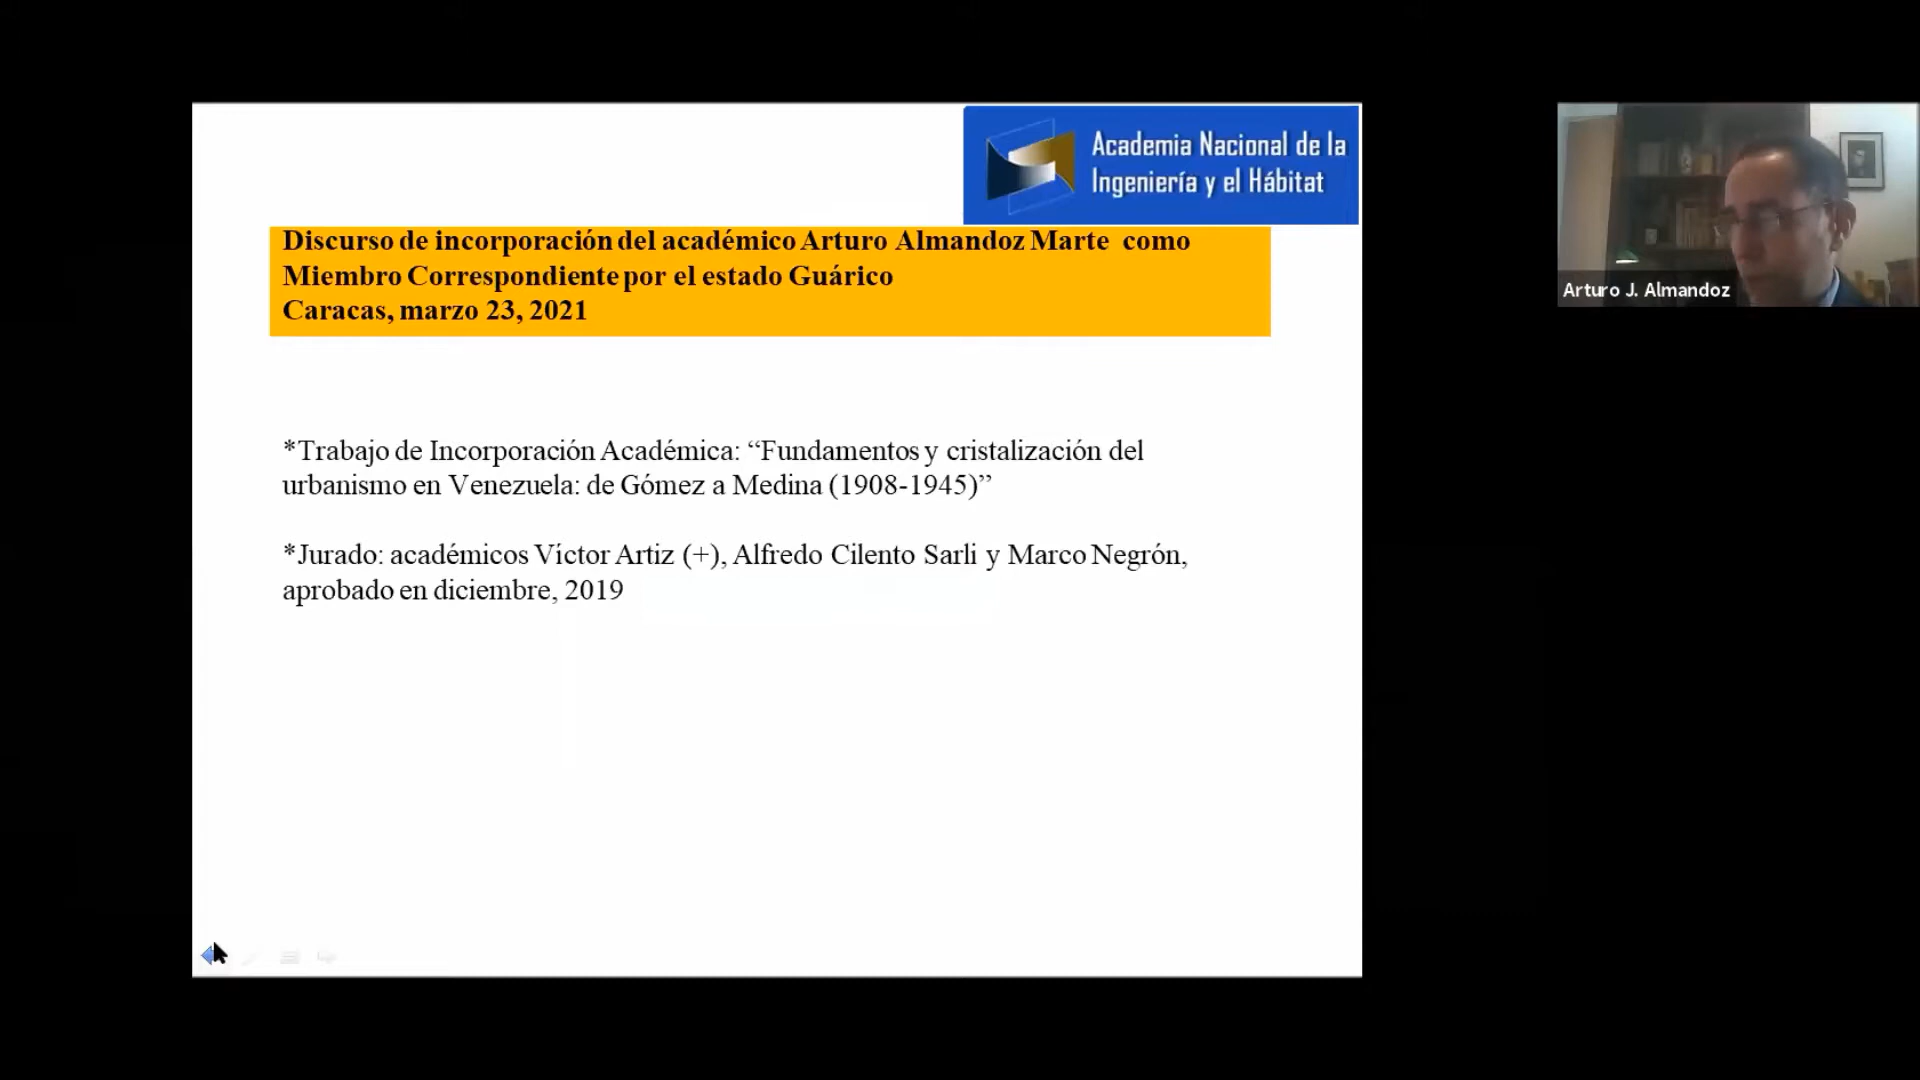 Academia Nacional de la
Ingeniería y el Hábitat
Discurso de incorporación del académico Arturo Almandoz Marte como
Miembro Correspondiente por el estado Guárico
Caracas, marzo 23, 2021
*Trabajo de Incorporación Académica: “Fundamentos y cristalización del
urbanismo en Venezuela: de Gómez a Medina (1908-1945)”
*Jurado: académicos Víctor Artiz (+), Alfredo Cilento Sarli y Marco Negrón,
aprobado en diciembre, 2019
Arturo J. Almandoz